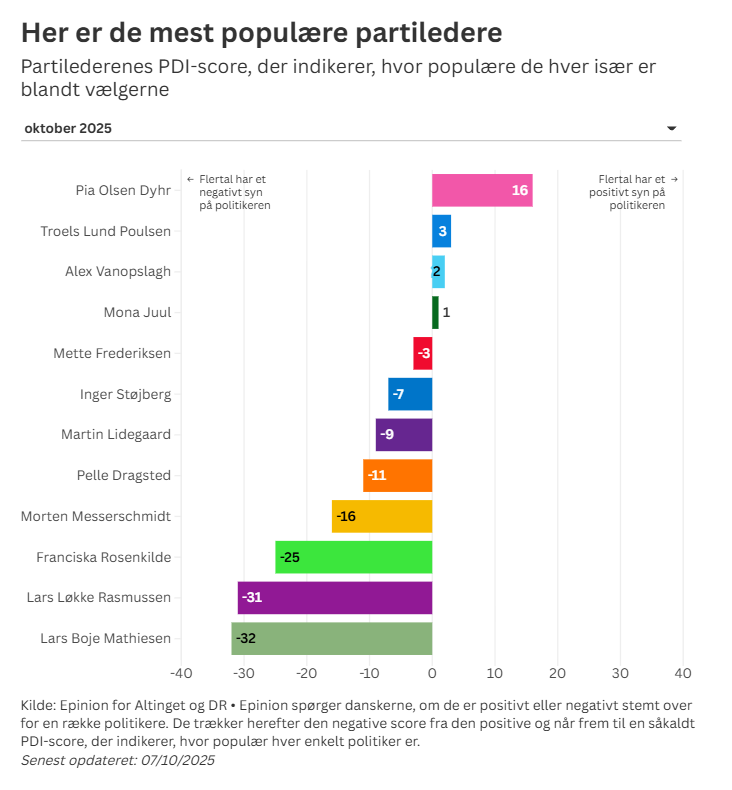 Her er de mest populære partiledere
Partiledernes PDI-score, der indikerer, hvor populære de hver især er
blandt vælgerne
oktober 2025
← Flertal har et
negativt syn
på politikeren
Flertal har et →
positivt syn på
politikeren
Pia Olsen Dyhr 16
Troels Lund Poulsen 3
Alex Vanopslagh 2
Mona Juul 1
Mette Frederiksen -3
Inger Støjberg -7
Martin Lidegaard -9
Pelle Dragsted -11
Morten Messerschmidt -16
Franciska Rosenkilde -25
Lars Løkke Rasmussen -31
Lars Boje Mathiesen -32
-40 -30 -20 -10 0 10 20 30 40
Kilde: Epinion for Altinget og DR • Epinion spørger danskerne, om de er positivt eller negativt stemt over
for en række politikere. De trækker herefter den negative score fra den positive og når frem til en såkaldt
PDI-score, der indikerer, hvor populær hver enkelt politiker er.
Senest opdateret: 07/10/2025